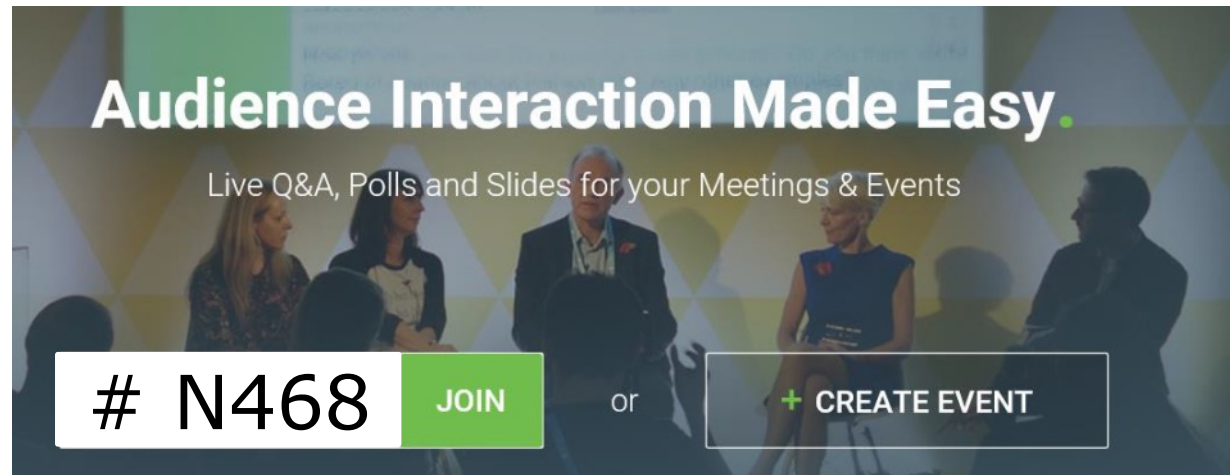 Audience Interaction Made Easy.
Live Q&A, Polls and Slides for your Meetings & Events
# N468 JOIN or + CREATE EVENT